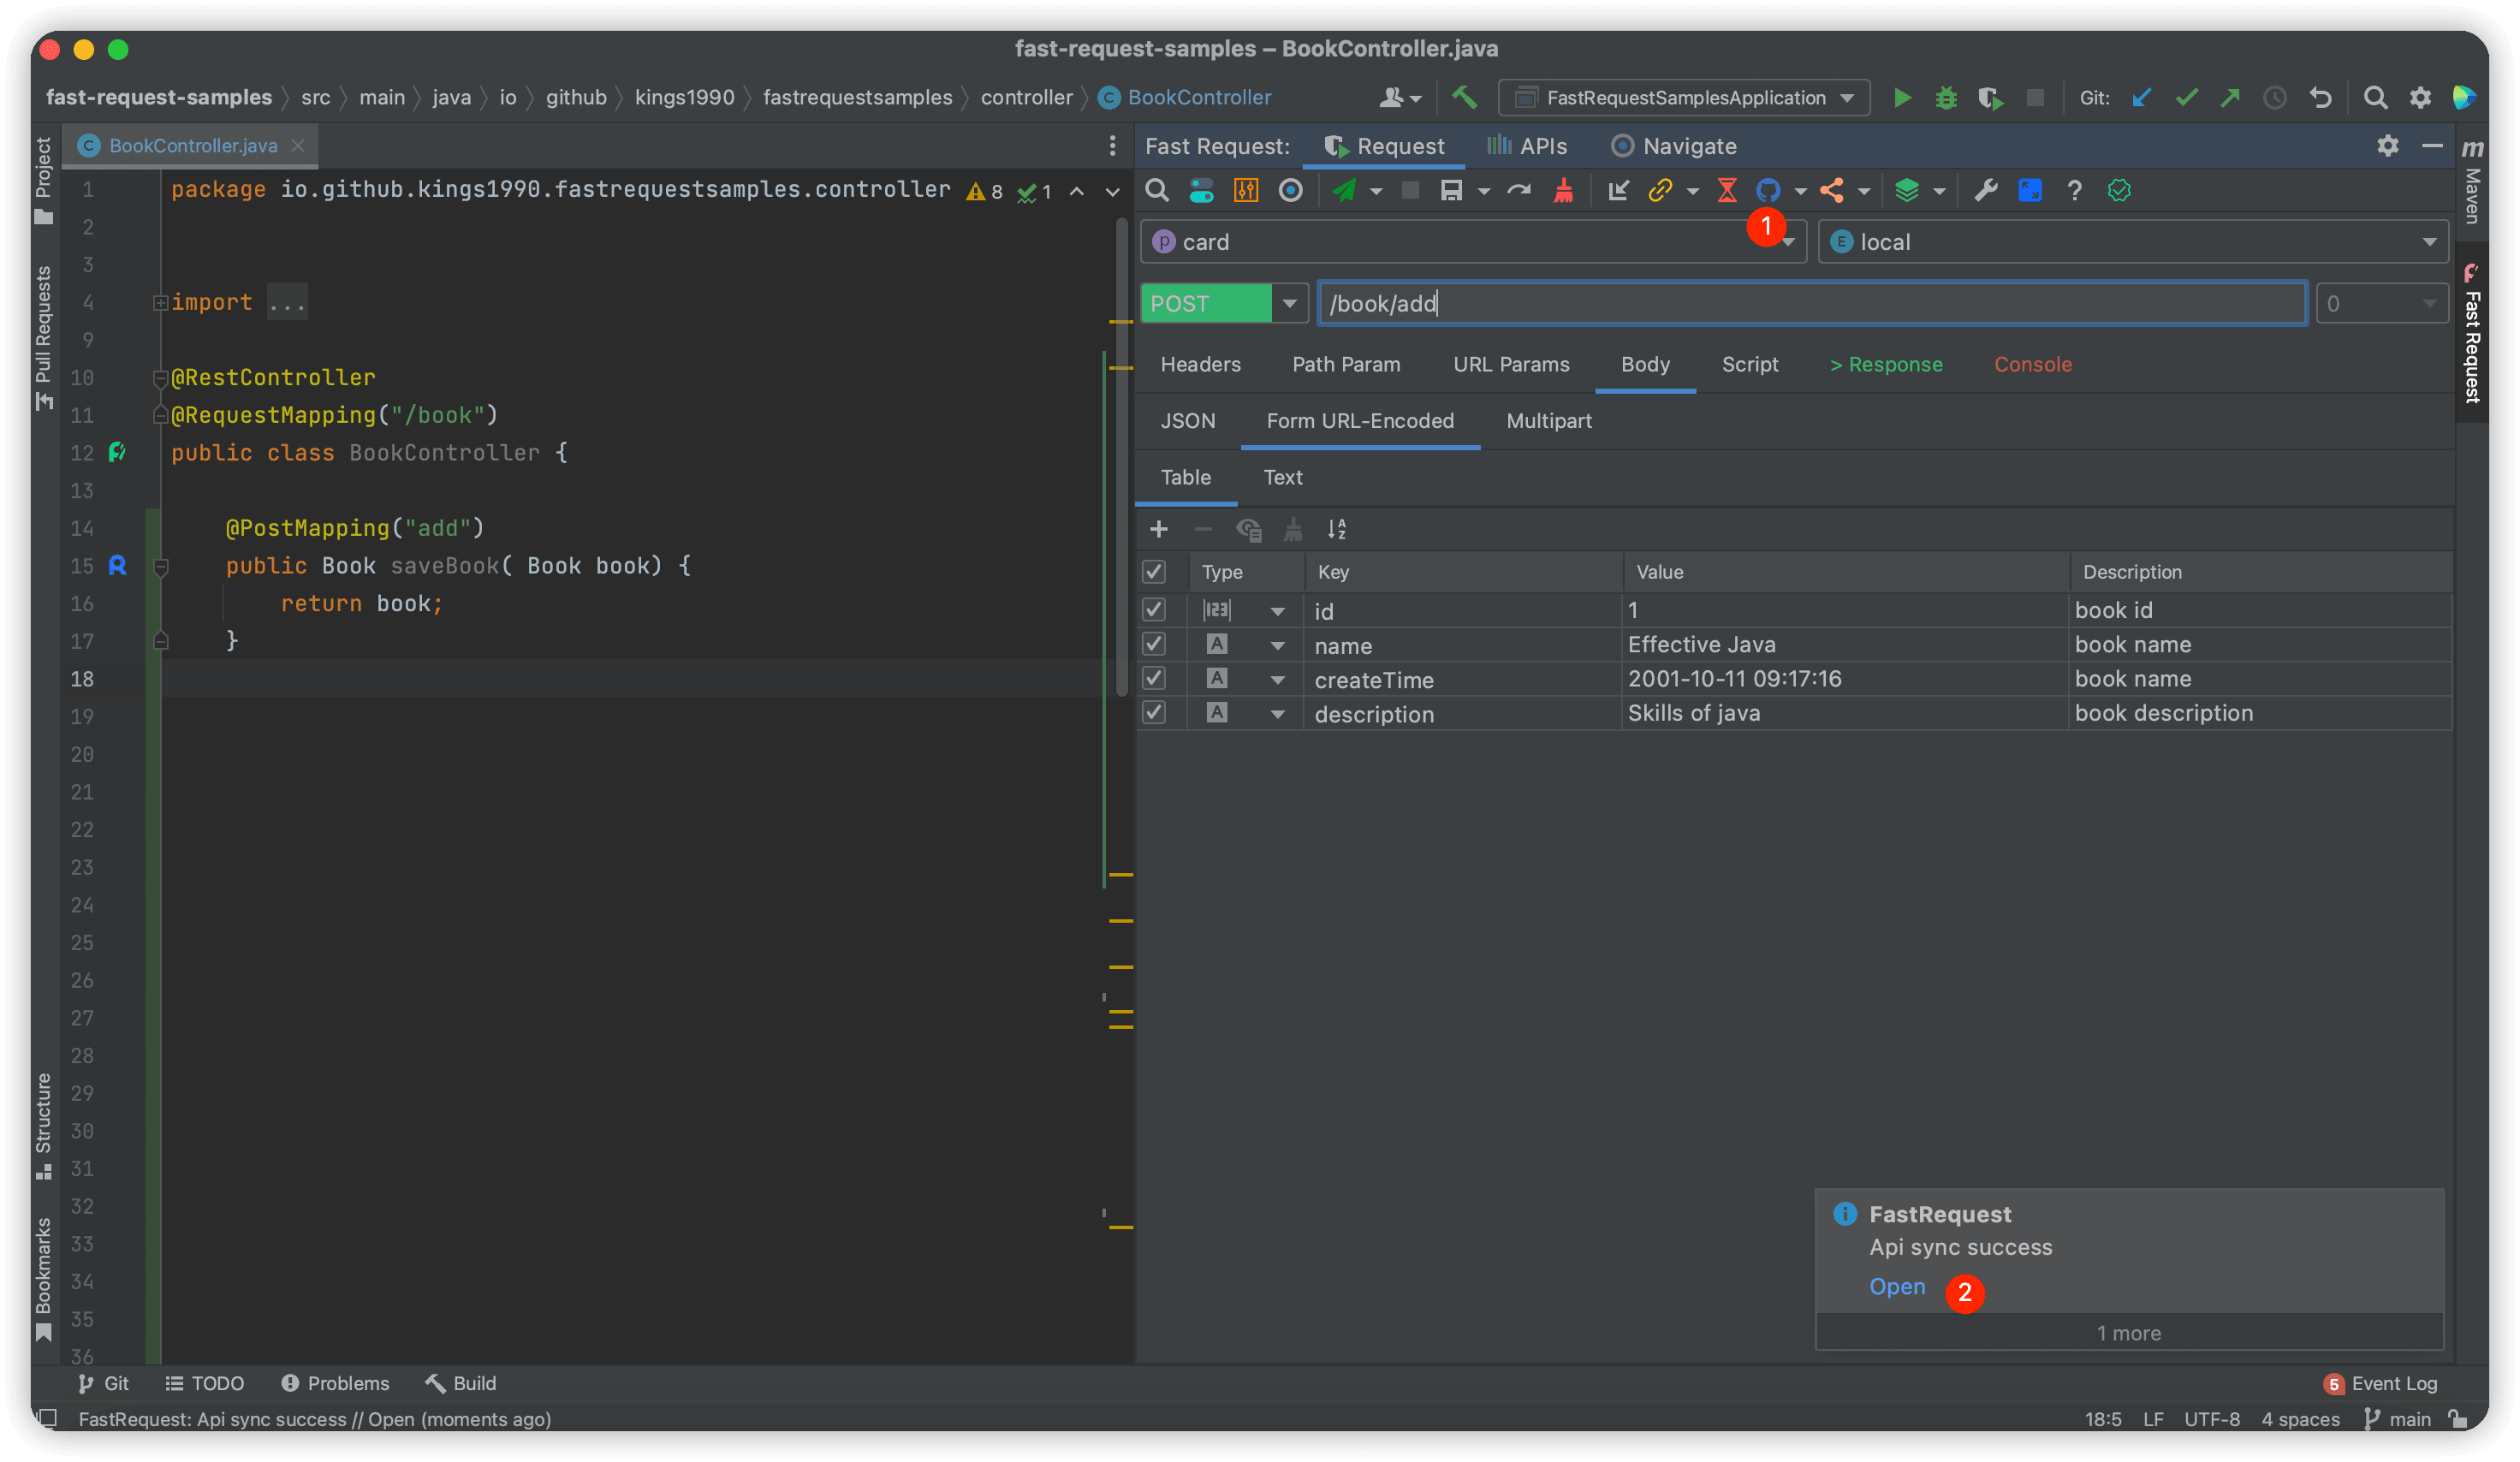 fast-request-samples – BookController.java
fast-request-samples 〉 src 〉 main 〉 java 〉 io 〉 github 〉 kings1990 〉 fastrequestsamples 〉 controller 〉 C BookController
FastRequestSamplesApplication
Git:
Project
Pull Requests
Structure
Bookmarks
C BookController.java
1 package io.github.kings1990.fastrequestsamples.controller
8 1
2
3
4 import ...
9
10 @RestController
11 @RequestMapping("/book")
12 public class BookController {
13
14 @PostMapping("add")
15 public Book saveBook( Book book) {
16 return book;
17 }
18
19
20
21
22
23
24
25
26
27
28
29
30
31
32
33
34
35
36
Fast Request: Request APIs Navigate
1
p card
E local
POST /book/add 0
Headers Path Param URL Params Body Script > Response Console
JSON Form URL-Encoded Multipart
Table Text
Type Key Value Description
123 id 1 book id
A name Effective Java book name
A createTime 2001-10-11 09:17:16 book name
A description Skills of java book description
FastRequest
Api sync success
Open 2
1 more
m Maven
Fast Request
Git TODO Problems Build
5 Event Log
FastRequest: Api sync success // Open (moments ago)
18:5 LF UTF-8 4 spaces main